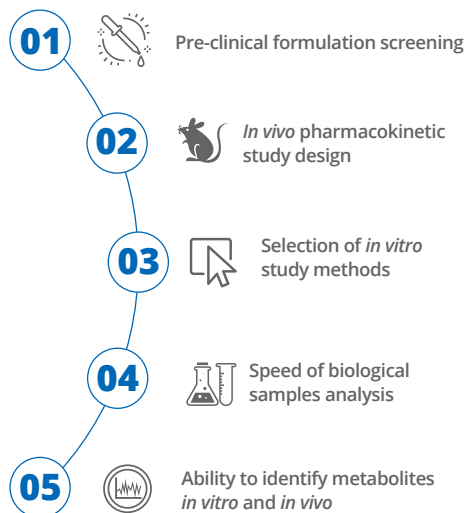 01
Pre-clinical formulation screening
02
In vivo pharmacokinetic
study design
03
Selection of in vitro
study methods
04
Speed of biological
samples analysis
05
Ability to identify metabolites
in vitro and in vivo